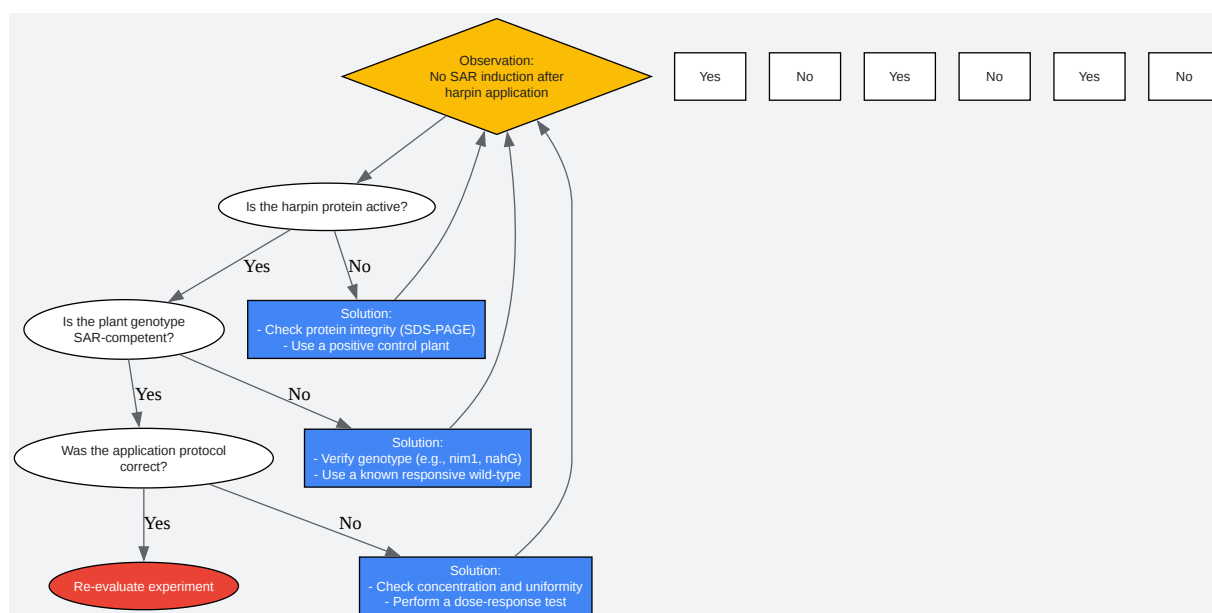 Observation:
No SAR induction after
harpin application
Yes
No
Yes
No
Yes
No
Is the harpin protein active?
Yes
No
Is the plant genotype
SAR-competent?
Solution:
- Check protein integrity (SDS-PAGE)
- Use a positive control plant
Yes
No
Was the application protocol
correct?
Solution:
- Verify genotype (e.g., nim1, nahG)
- Use a known responsive wild-type
Yes
No
Re-evaluate experiment
Solution:
- Check concentration and uniformity
- Perform a dose-response test